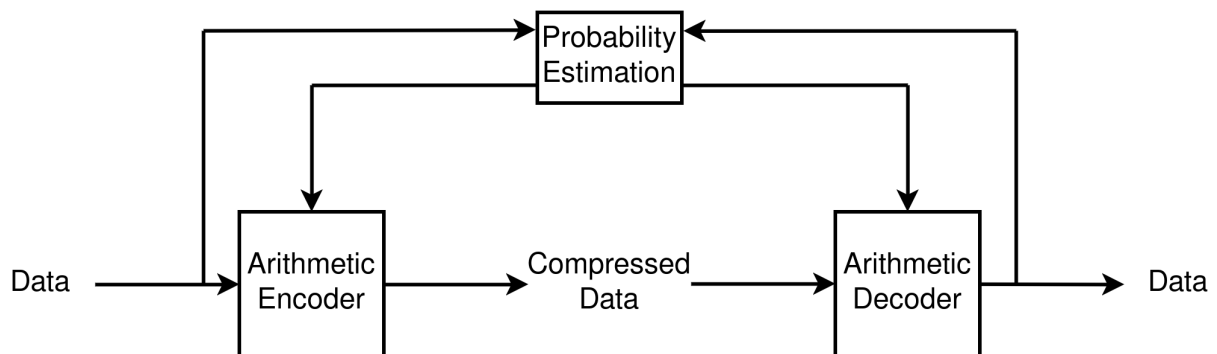 Probability
Estimation
Data
Arithmetic
Encoder
Compressed
Data
Arithmetic
Decoder
Data